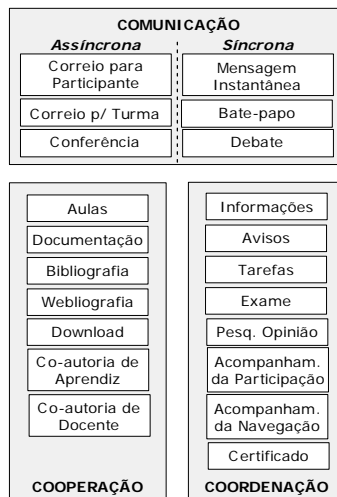 COMUNICAÇÃO
Assíncrona
Síncrona
Correio para
Participante
Mensagem
Instantânea
Correio p/ Turma
Bate-papo
Conferência
Debate
Aulas
Documentação
Bibliografia
Webliografia
Download
Co-autoria de
Aprendiz
Co-autoria de
Docente
COOPERAÇÃO
Informações
Avisos
Tarefas
Exame
Pesq. Opinião
Acompanham.
da Participação
Acompanham.
da Navegação
Certificado
COORDENAÇÃO